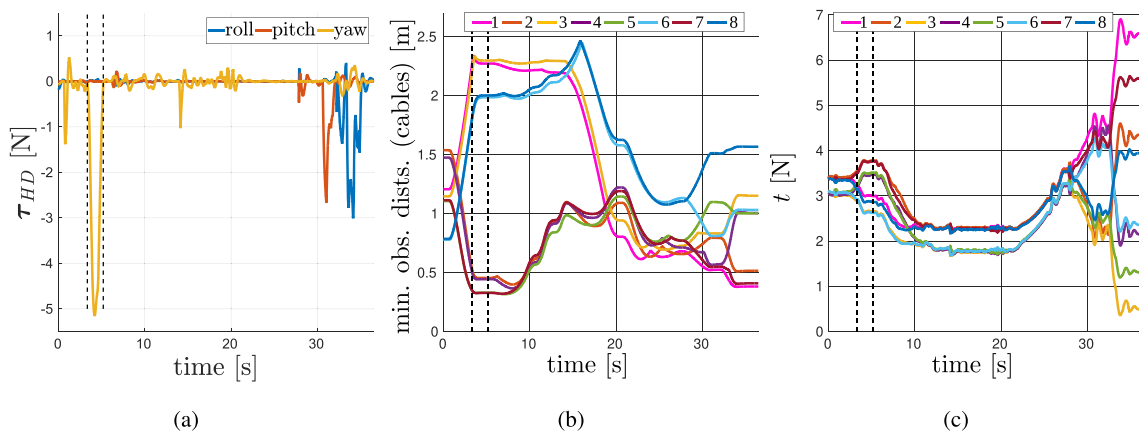 roll pitch yaw
τ_HD [N]
1
0
-1
-2
-3
-4
-5
0 10 20 30
time [s]
(a)
1 2 3 4 5 6 7 8
min. obs. dists. (cables) [m]
2.5
2
1.5
1
0.5
0
0 10 20 30
time [s]
(b)
1 2 3 4 5 6 7 8
t [N]
7
6
5
4
3
2
1
0
0 10 20 30
time [s]
(c)